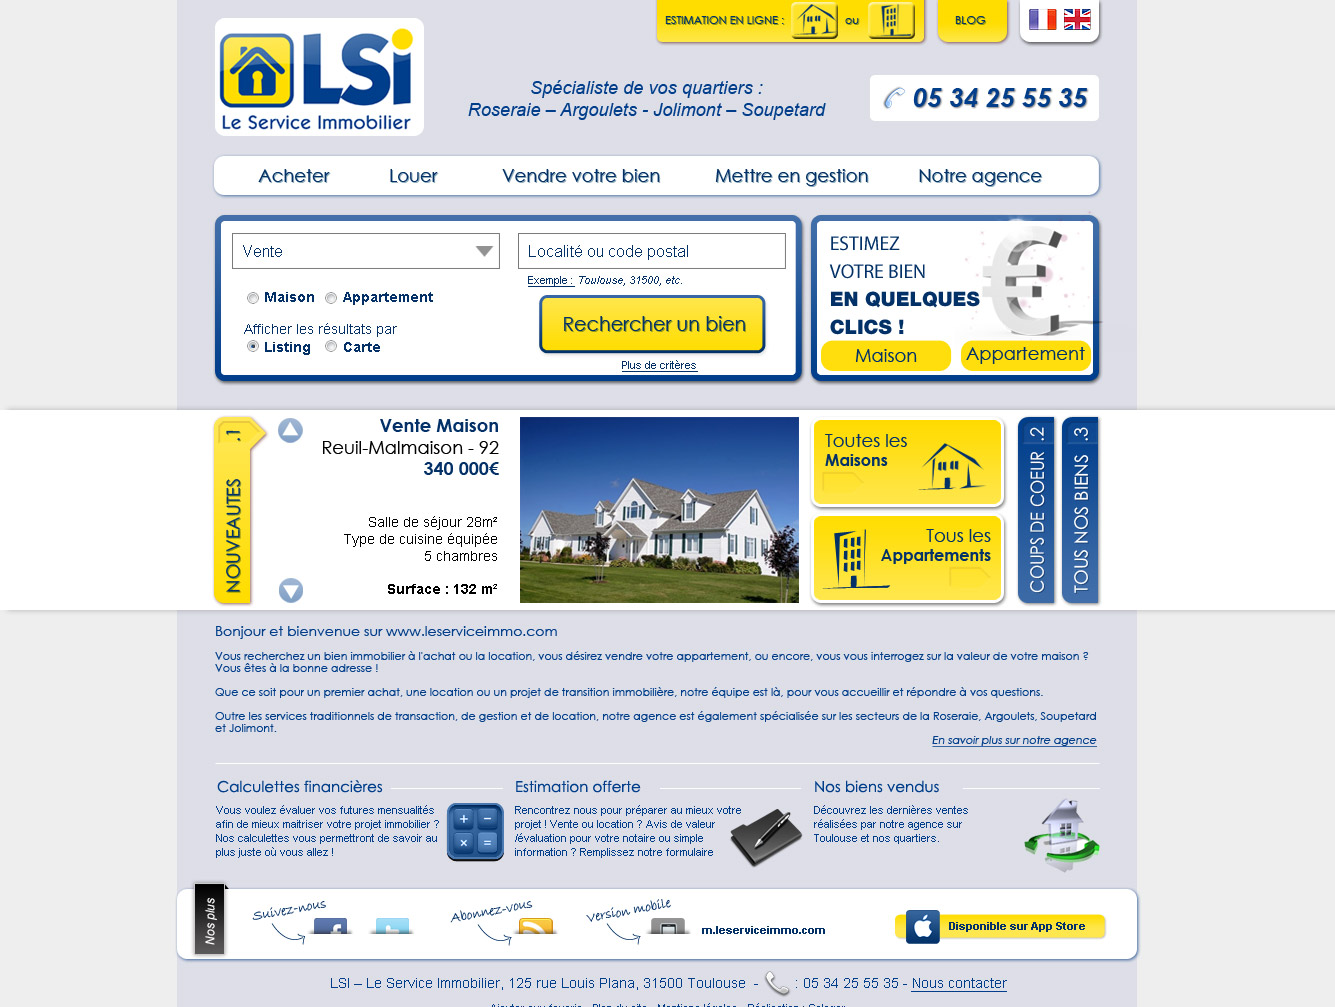 ESTIMATION EN LIGNE : ou
BLOG
LSi
Le Service Immobilier
Spécialiste de vos quartiers :
Roseraie – Argoulets - Jolimont – Soupetard
05 34 25 55 35
Acheter Louer Vendre votre bien Mettre en gestion Notre agence
Vente
Localité ou code postal
Exemple : Toulouse, 31500, etc.
Maison Appartement
Afficher les résultats par
Listing Carte
Rechercher un bien
Plus de critères
ESTIMEZ
VOTRE BIEN
EN QUELQUES
CLICS !
Maison Appartement
NOUVEAUTES .1
Vente Maison
Reuil-Malmaison - 92
340 000€
Salle de séjour 28m²
Type de cuisine équipée
5 chambres
Surface : 132 m²
Toutes les
Maisons
Tous les
Appartements
COUPS DE COEUR .2
TOUS NOS BIENS .3
Bonjour et bienvenue sur www.leserviceimmo.com
Vous recherchez un bien immobilier à l'achat ou la location, vous désirez vendre votre appartement, ou encore, vous vous interrogez sur la valeur de votre maison ?
Vous êtes à la bonne adresse !
Que ce soit pour un premier achat, une location ou un projet de transition immobilière, notre équipe est là, pour vous accueillir et répondre à vos questions.
Outre les services traditionnels de transaction, de gestion et de location, notre agence est également spécialisée sur les secteurs de la Roseraie, Argoulets, Soupetard
et Jolimont.
En savoir plus sur notre agence
Calculettes financières
Vous voulez évaluer vos futures mensualités
afin de mieux maitriser votre projet immobilier ?
Nos calculettes vous permettront de savoir au
plus juste où vous allez !
Estimation offerte
Rencontrez nous pour préparer au mieux votre
projet ! Vente ou location ? Avis de valeur
/évaluation pour votre notaire ou simple
information ? Remplissez notre formulaire
Nos biens vendus
Découvrez les dernières ventes
réalisées par notre agence sur
Toulouse et nos quartiers.
Nos plus
Suivez-nous
Abonnez-vous
Version mobile
m.leserviceimmo.com
Disponible sur App Store
LSI – Le Service Immobilier, 125 rue Louis Plana, 31500 Toulouse - : 05 34 25 55 35 - Nous contacter